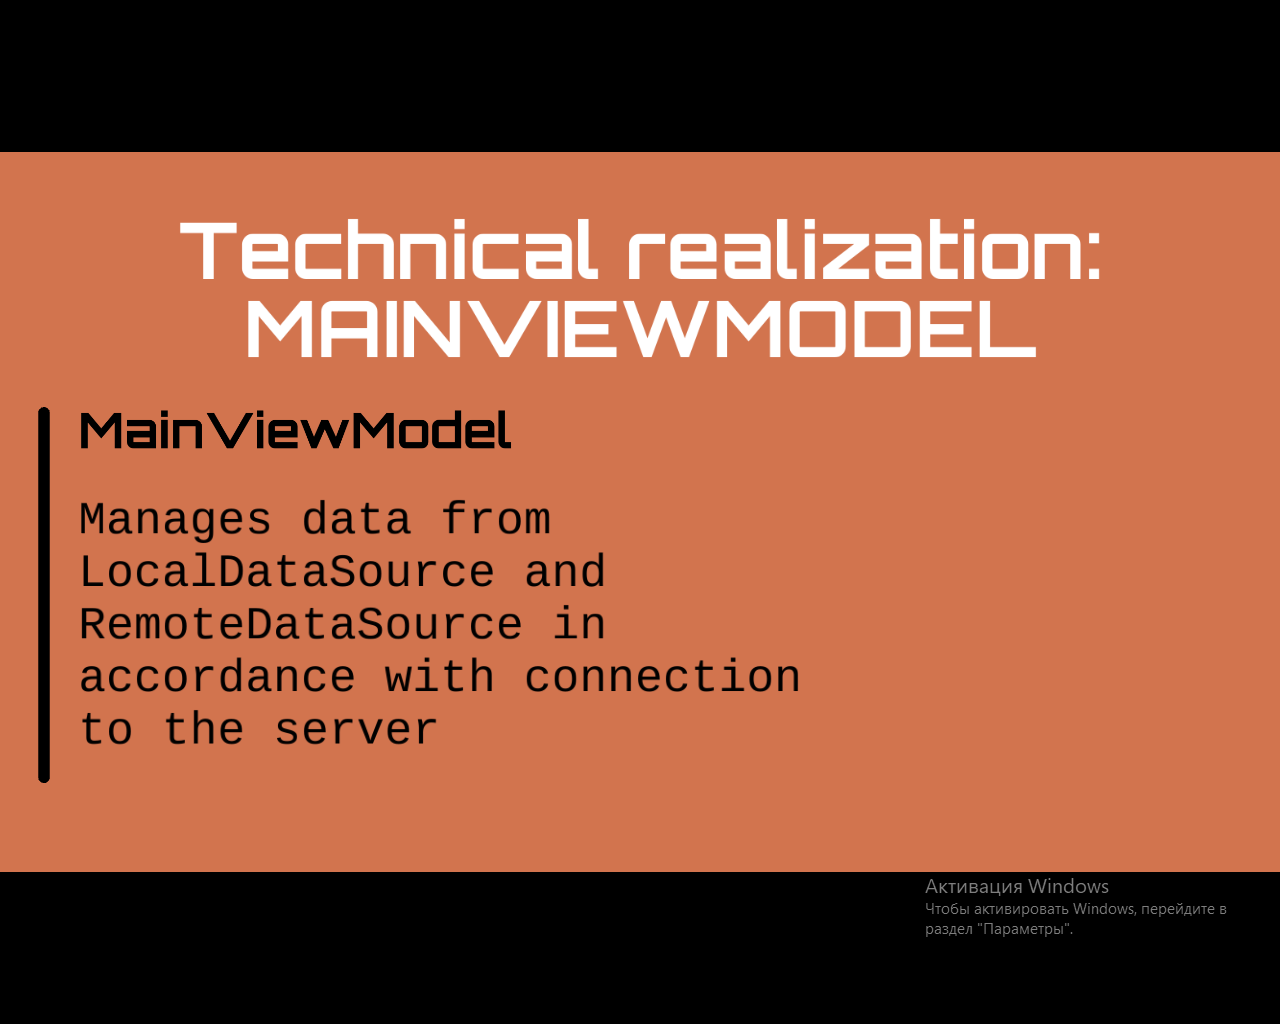 Technical realization:
MAINVIEWMODEL
MainViewModel
Manages data from
LocalDataSource and
RemoteDataSource in
accordance with connection
to the server
Активация Windows
Чтобы активировать Windows, перейдите в
раздел "Параметры".